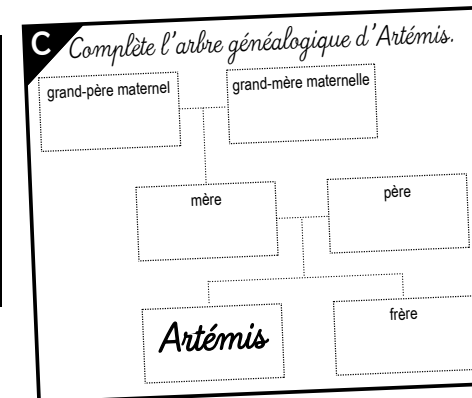 C Complète l'arbre généalogique d'Artémis.
grand-père maternel
grand-mère maternelle
mère
père
Artémis
frère